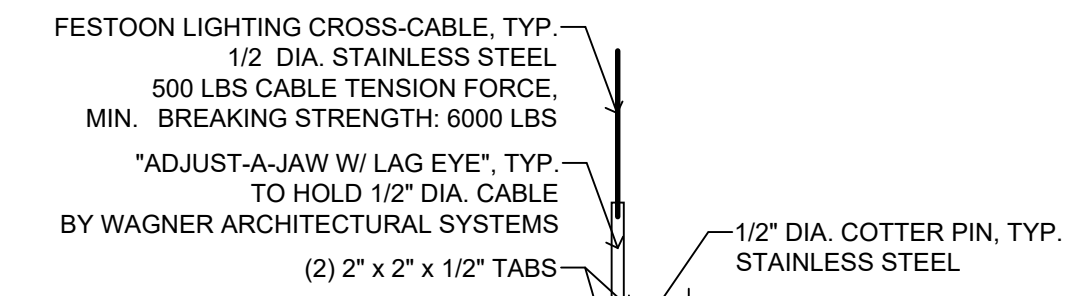 FESTOON LIGHTING CROSS-CABLE, TYP.
1/2 DIA. STAINLESS STEEL
500 LBS CABLE TENSION FORCE,
MIN. BREAKING STRENGTH: 6000 LBS
"ADJUST-A-JAW W/ LAG EYE", TYP.
TO HOLD 1/2" DIA. CABLE
BY WAGNER ARCHITECTURAL SYSTEMS
(2) 2" x 2" x 1/2" TABS
1/2" DIA. COTTER PIN, TYP.
STAINLESS STEEL